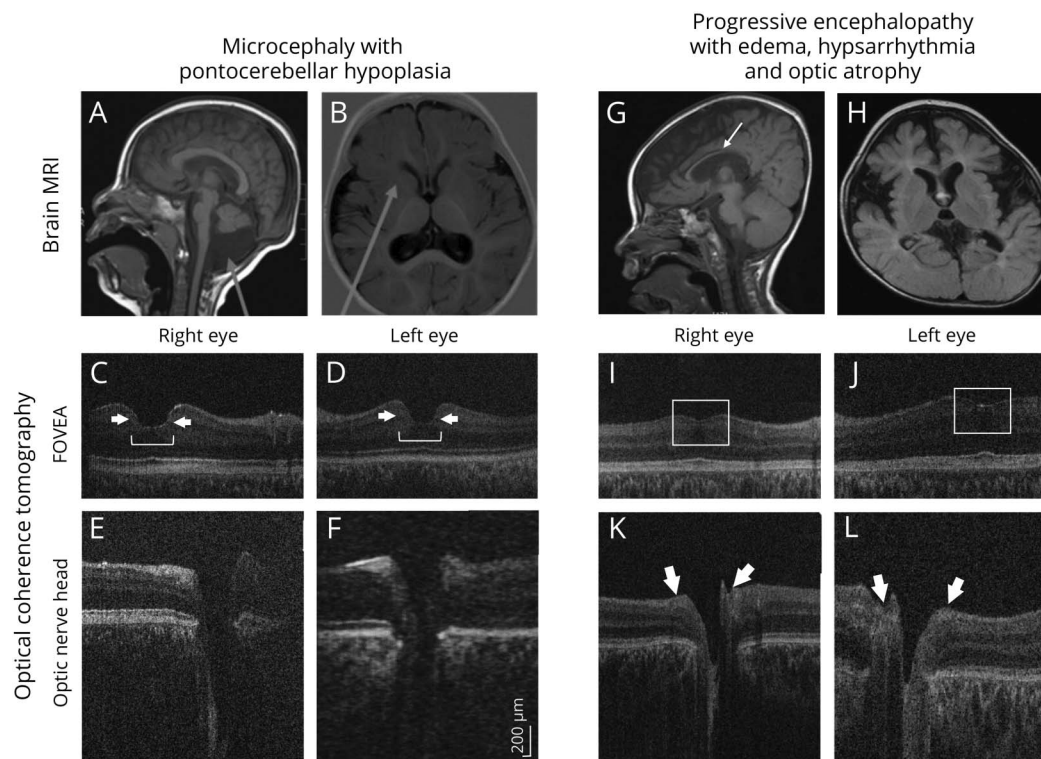 Microcephaly with
pontocerebellar hypoplasia
Progressive encephalopathy
with edema, hypsarrhythmia
and optic atrophy
Brain MRI
A
B
G
H
Right eye
Left eye
Right eye
Left eye
Optical coherence tomography
FOVEA
C
D
I
J
Optic nerve head
E
F
K
L
200 μm